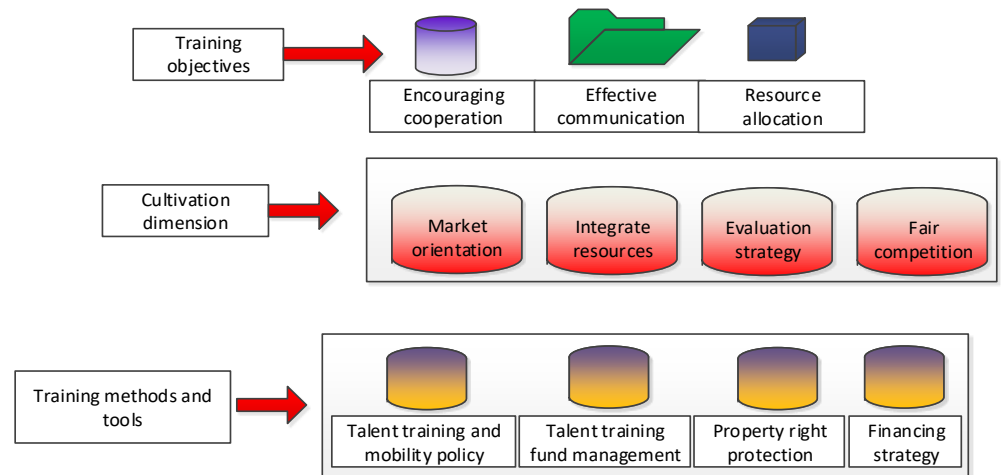 Training
objectives
Encouraging
cooperation
Effective
communication
Resource
allocation
Cultivation
dimension
Market
orientation
Integrate
resources
Evaluation
strategy
Fair
competition
Training methods and
tools
Talent training and
mobility policy
Talent training
fund management
Property right
protection
Financing
strategy